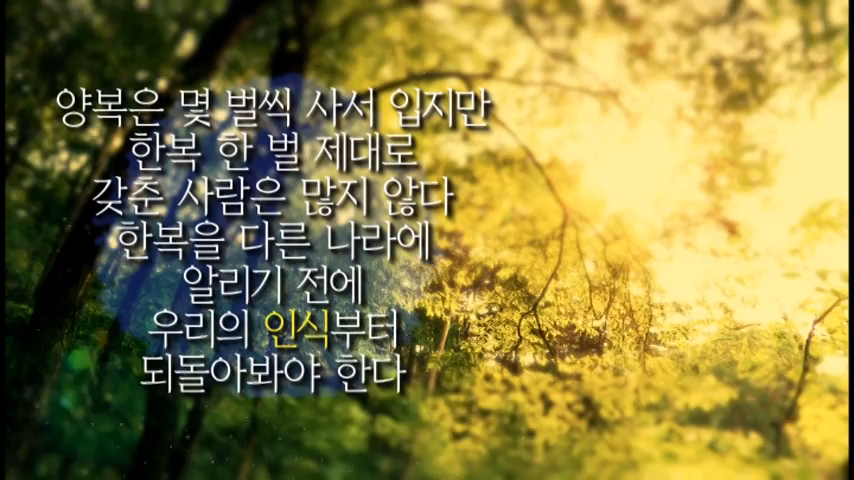 양복은 몇 벌씩 사서 입지만
한복 한 벌 제대로
갖춘 사람은 많지 않다
한복을 다른 나라에
알리기 전에
우리의 인식부터
되돌아봐야 한다